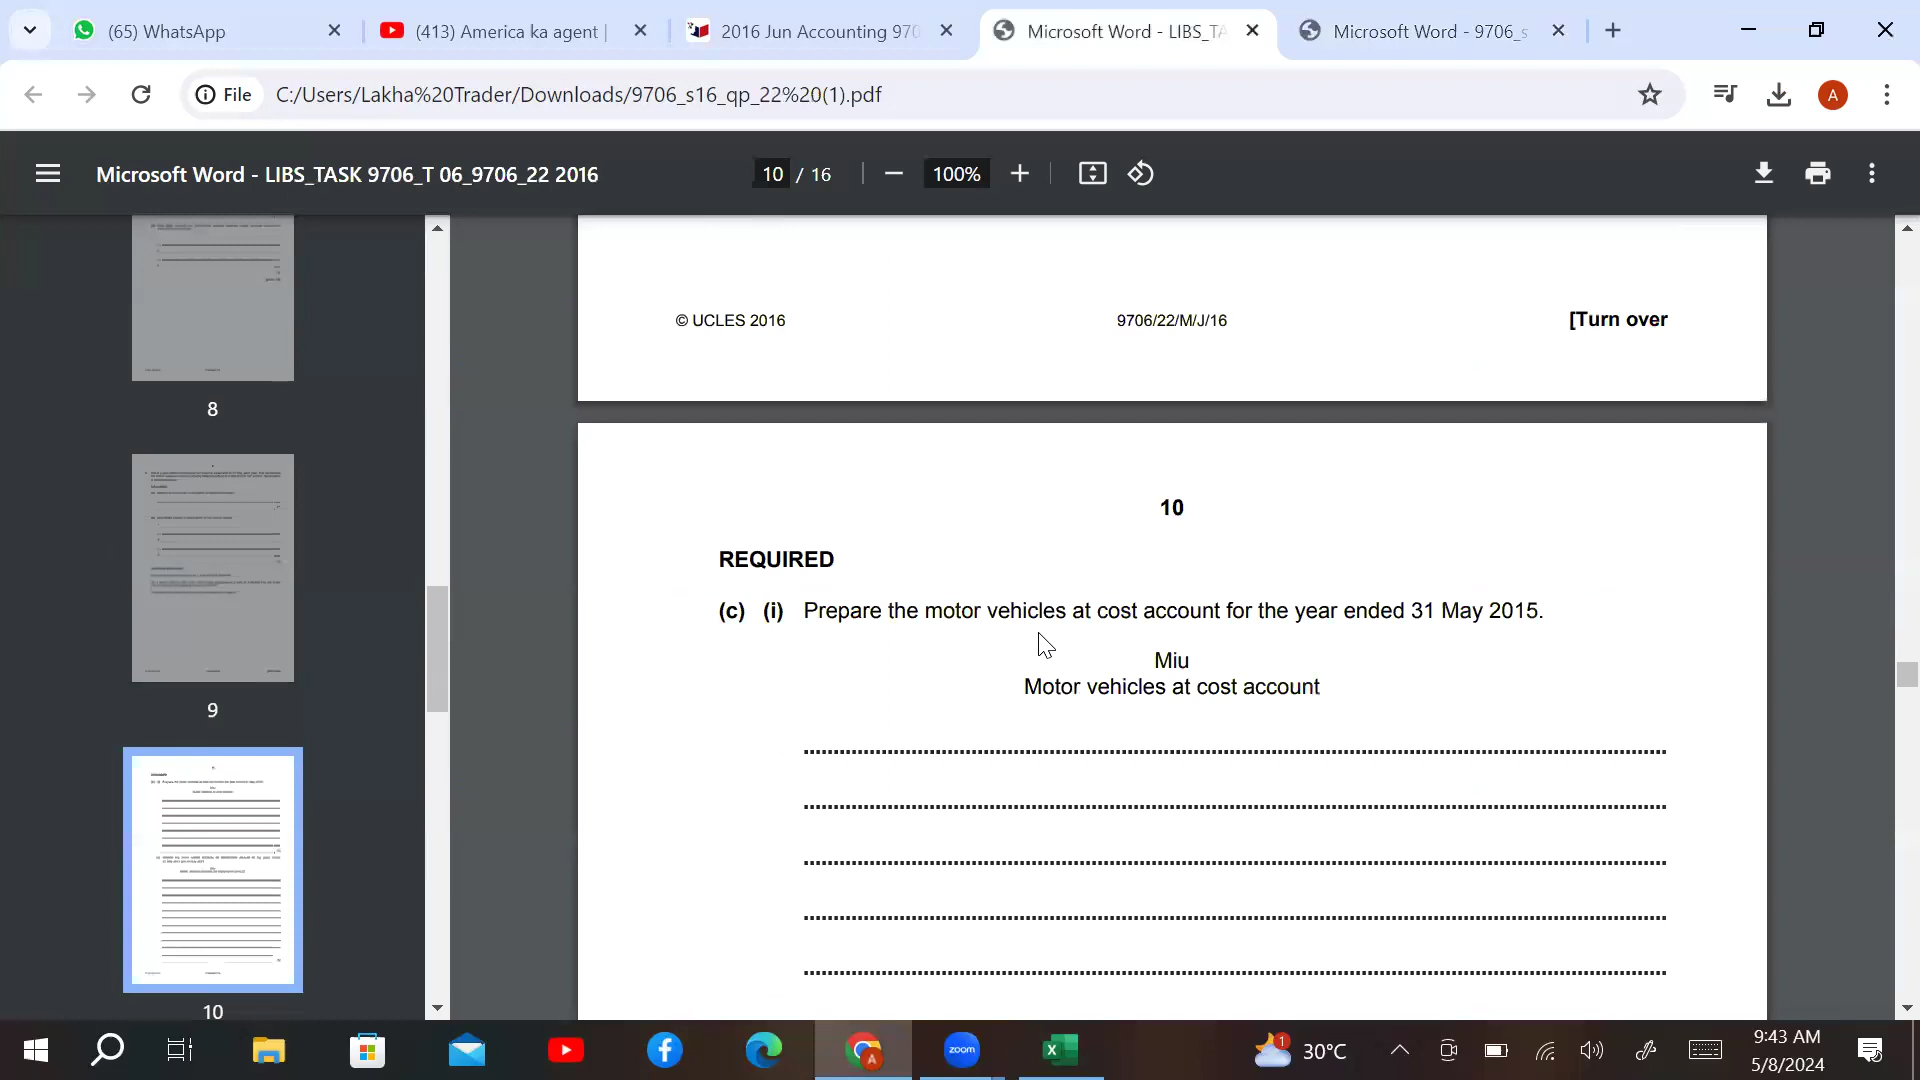 (65) WhatsApp
(413) America ka agent |
2016 Jun Accounting 970
Microsoft Word - LIBS_TA
Microsoft Word - 9706_s
File
C:/Users/Lakha%20Trader/Downloads/9706_s16_qp_22%20(1).pdf
A
Microsoft Word - LIBS_TASK 9706_T 06_9706_22 2016
10 / 16
100%
© UCLES 2016
9706/22/M/J/16
[Turn over
8
9
10
10
REQUIRED
(c) (i) Prepare the motor vehicles at cost account for the year ended 31 May 2015.
Miu
Motor vehicles at cost account
A
zoom
1
30°C
9:43 AM
5/8/2024